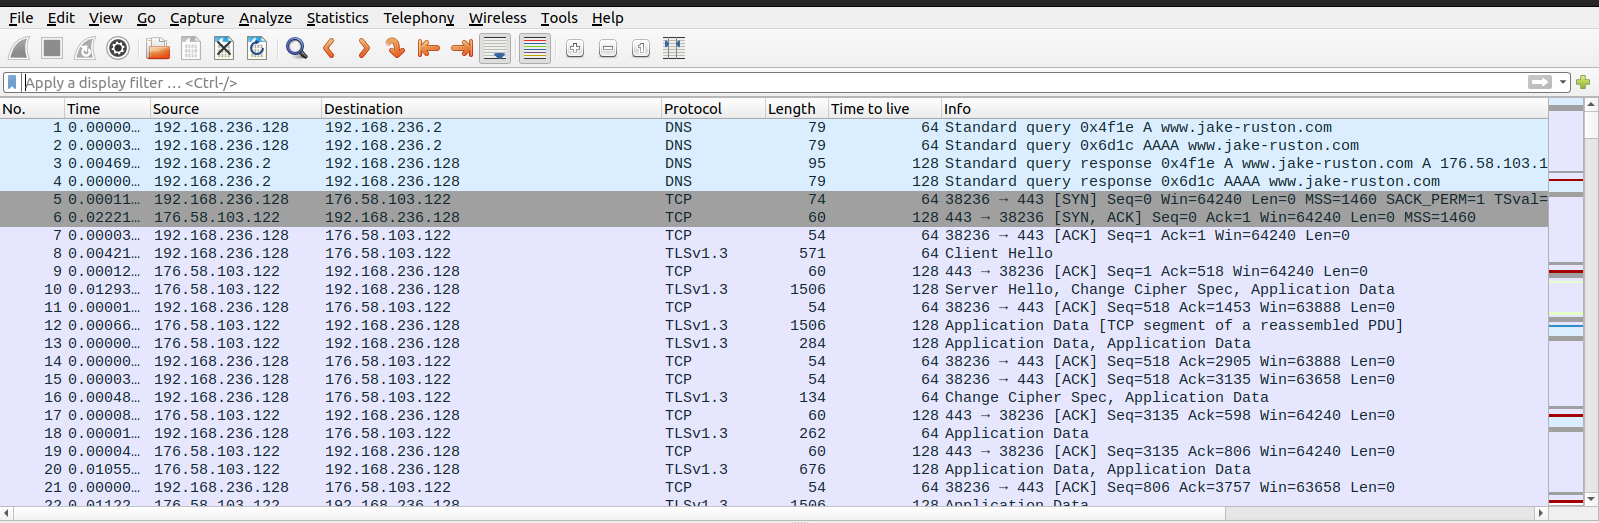 File Edit View Go Capture Analyze Statistics Telephony Wireless Tools Help
Apply a display filter … <Ctrl-/>
No. Time Source Destination Protocol Length Time to live Info
1 0.00000… 192.168.236.128 192.168.236.2 DNS 79 64 Standard query 0x4f1e A www.jake-ruston.com
2 0.00003… 192.168.236.128 192.168.236.2 DNS 79 64 Standard query 0x6d1c AAAA www.jake-ruston.com
3 0.00469… 192.168.236.2 192.168.236.128 DNS 95 128 Standard query response 0x4f1e A www.jake-ruston.com A 176.58.103.1
4 0.00000… 192.168.236.2 192.168.236.128 DNS 79 128 Standard query response 0x6d1c AAAA www.jake-ruston.com
5 0.00011… 192.168.236.128 176.58.103.122 TCP 74 64 38236 → 443 [SYN] Seq=0 Win=64240 Len=0 MSS=1460 SACK_PERM=1 TSval=
6 0.02221… 176.58.103.122 192.168.236.128 TCP 60 128 443 → 38236 [SYN, ACK] Seq=0 Ack=1 Win=64240 Len=0 MSS=1460
7 0.00003… 192.168.236.128 176.58.103.122 TCP 54 64 38236 → 443 [ACK] Seq=1 Ack=1 Win=64240 Len=0
8 0.00421… 192.168.236.128 176.58.103.122 TLSv1.3 571 64 Client Hello
9 0.00012… 176.58.103.122 192.168.236.128 TCP 60 128 443 → 38236 [ACK] Seq=1 Ack=518 Win=64240 Len=0
10 0.01293… 176.58.103.122 192.168.236.128 TLSv1.3 1506 128 Server Hello, Change Cipher Spec, Application Data
11 0.00001… 192.168.236.128 176.58.103.122 TCP 54 64 38236 → 443 [ACK] Seq=518 Ack=1453 Win=63888 Len=0
12 0.00066… 176.58.103.122 192.168.236.128 TLSv1.3 1506 128 Application Data [TCP segment of a reassembled PDU]
13 0.00000… 176.58.103.122 192.168.236.128 TLSv1.3 284 128 Application Data, Application Data
14 0.00001… 192.168.236.128 176.58.103.122 TCP 54 64 38236 → 443 [ACK] Seq=518 Ack=2905 Win=63888 Len=0
15 0.00003… 192.168.236.128 176.58.103.122 TCP 54 64 38236 → 443 [ACK] Seq=518 Ack=3135 Win=63658 Len=0
16 0.00048… 192.168.236.128 176.58.103.122 TLSv1.3 134 64 Change Cipher Spec, Application Data
17 0.00008… 176.58.103.122 192.168.236.128 TCP 60 128 443 → 38236 [ACK] Seq=3135 Ack=598 Win=64240 Len=0
18 0.00001… 192.168.236.128 176.58.103.122 TLSv1.3 262 64 Application Data
19 0.00004… 176.58.103.122 192.168.236.128 TCP 60 128 443 → 38236 [ACK] Seq=3135 Ack=806 Win=64240 Len=0
20 0.01055… 176.58.103.122 192.168.236.128 TLSv1.3 676 128 Application Data, Application Data
21 0.00000… 192.168.236.128 176.58.103.122 TCP 54 64 38236 → 443 [ACK] Seq=806 Ack=3757 Win=63658 Len=0
22 0.01122… 176.58.103.122 192.168.236.128 TLSv1.3 1506 128 Application Data